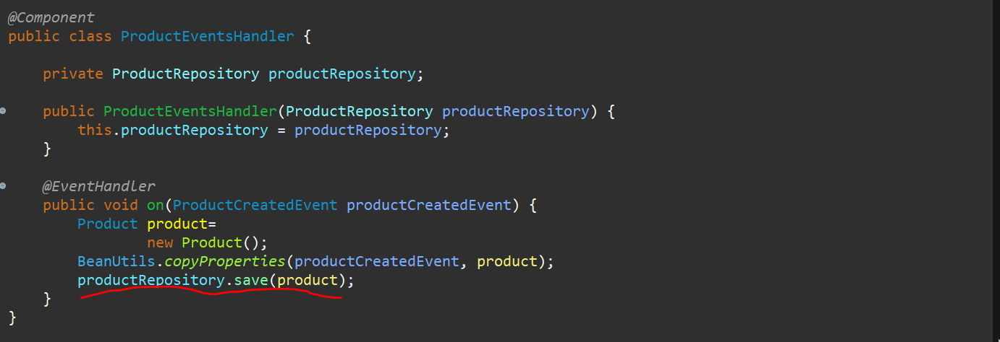 @Component
public class ProductEventsHandler {
private ProductRepository productRepository;
public ProductEventsHandler(ProductRepository productRepository) {
this.productRepository = productRepository;
}
@EventHandler
public void on(ProductCreatedEvent productCreatedEvent) {
Product product=
new Product();
BeanUtils.copyProperties(productCreatedEvent, product);
productRepository.save(product);
}
}